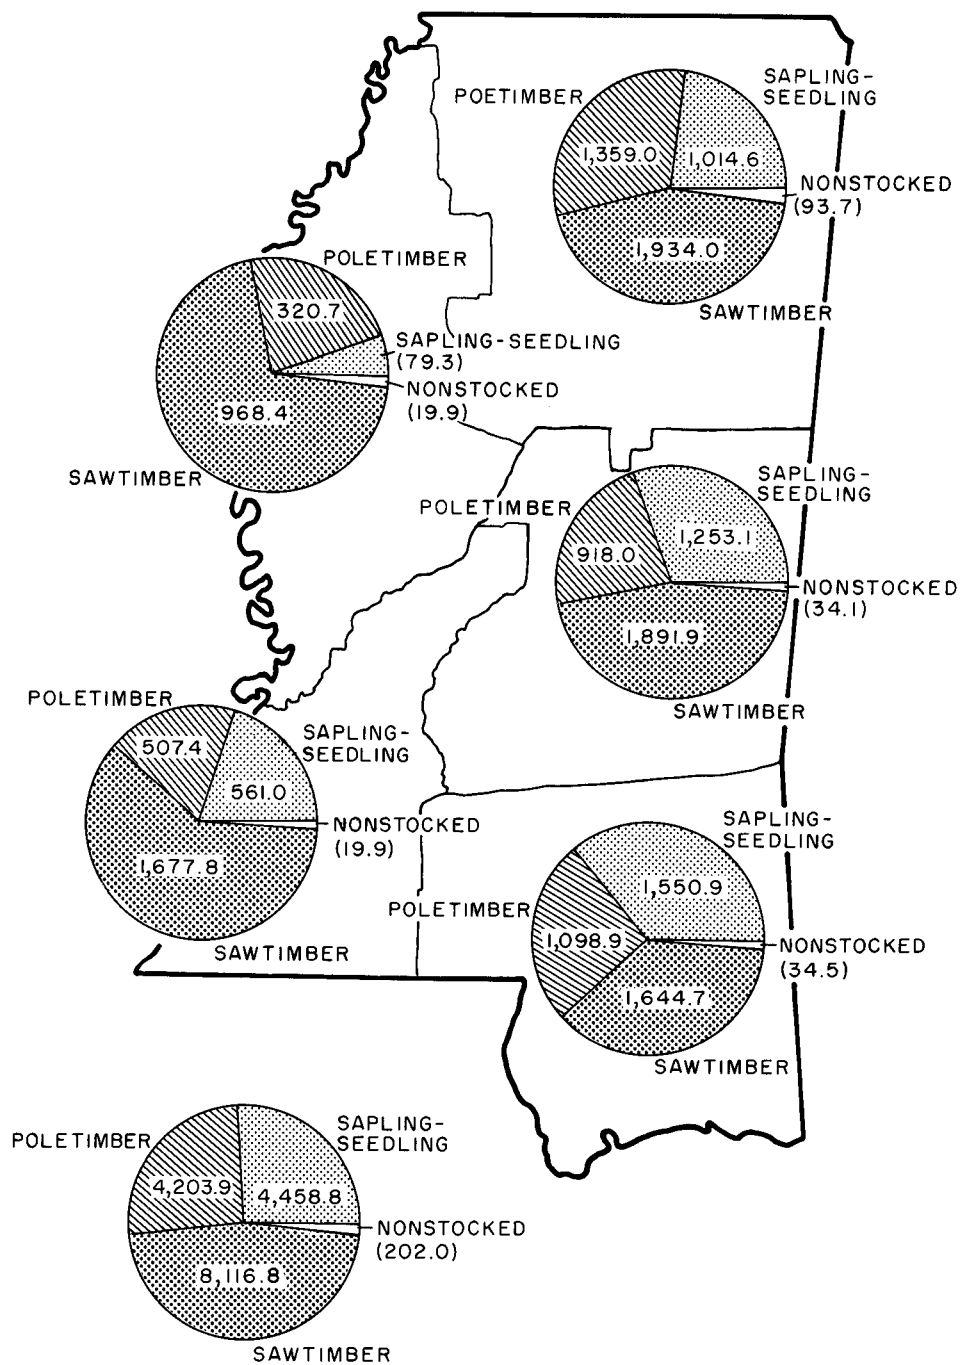 POETIMBER
SAPLING-
SEEDLING
1,359.0
1,014.6
NONSTOCKED
(93.7)
1,934.0
SAWTIMBER
POLETIMBER
320.7
SAPLING-SEEDLING
(79.3)
NONSTOCKED
(19.9)
968.4
SAWTIMBER
POLETIMBER
SAPLING-
SEEDLING
918.0
1,253.1
NONSTOCKED
(34.1)
1,891.9
SAWTIMBER
POLETIMBER
SAPLING-
SEEDLING
507.4
561.0
NONSTOCKED
(19.9)
1,677.8
SAWTIMBER
SAPLING-
SEEDLING
POLETIMBER
1,550.9
1,098.9
NONSTOCKED
(34.5)
1,644.7
SAWTIMBER
POLETIMBER
SAPLING-
SEEDLING
4,203.9
4,458.8
NONSTOCKED
(202.0)
8,116.8
SAWTIMBER